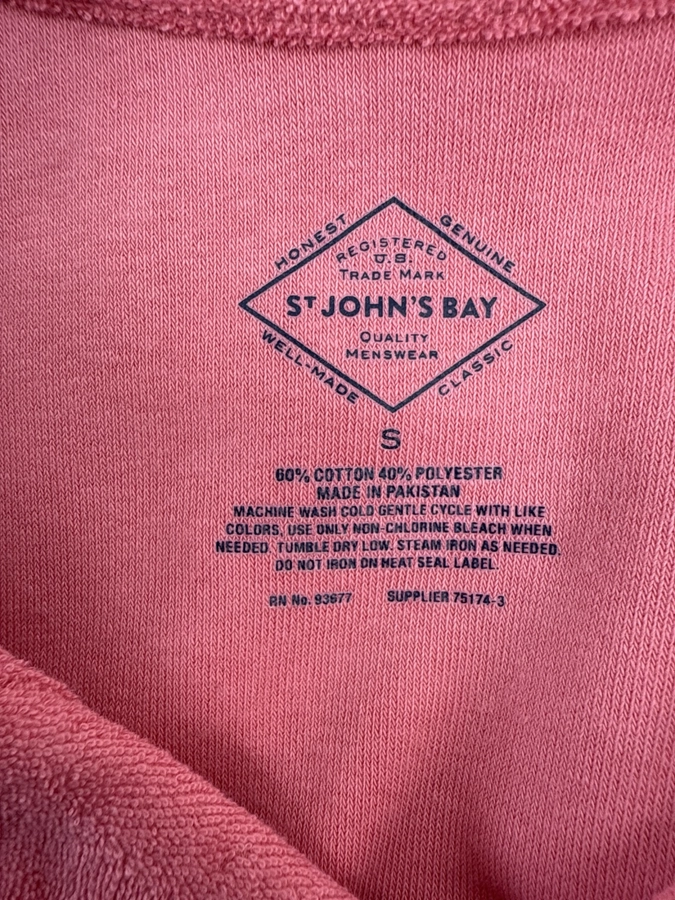 HONEST
GENUINE
REGISTERED
U.S.
TRADE MARK
ST JOHN'S BAY
QUALITY
MENSWEAR
WELL-MADE
CLASSIC
S
60% COTTON 40% POLYESTER
MADE IN PAKISTAN
MACHINE WASH COLD GENTLE CYCLE WITH LIKE
COLORS, USE ONLY NON-CHLORINE BLEACH WHEN
NEEDED, TUMBLE DRY LOW. STEAM IRON AS NEEDED.
DO NOT IRON ON HEAT SEAL LABEL.
RN No. 93677 SUPPLIER 75174-3